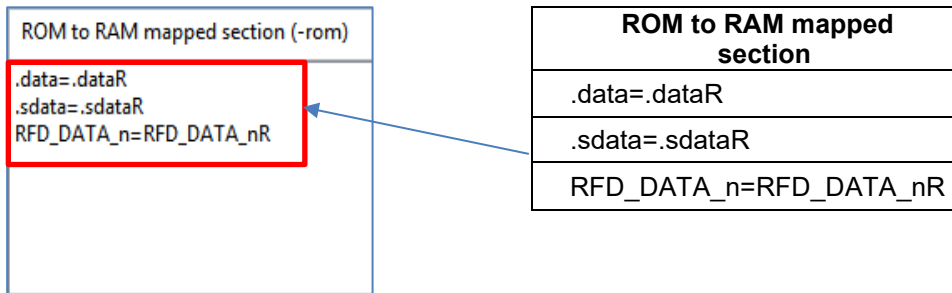 ROM to RAM mapped section (-rom)
.data=.dataR
.sdata=.sdataR
RFD_DATA_n=RFD_DATA_nR
ROM to RAM mapped
section
.data=.dataR
.sdata=.sdataR
RFD_DATA_n=RFD_DATA_nR